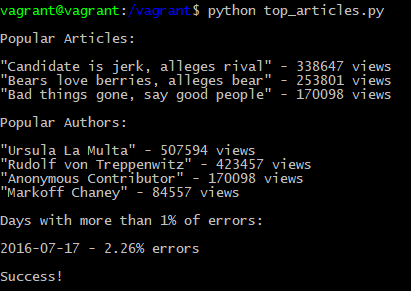 vagrant@vagrant:/vagrant$ python top_articles.py
Popular Articles:
"Candidate is jerk, alleges rival" - 338647 views
"Bears love berries, alleges bear" - 253801 views
"Bad things gone, say good people" - 170098 views
Popular Authors:
"Ursula La Multa" - 507594 views
"Rudolf von Treppenwitz" - 423457 views
"Anonymous Contributor" - 170098 views
"Markoff Chaney" - 84557 views
Days with more than 1% of errors:
2016-07-17 - 2.26% errors
Success!